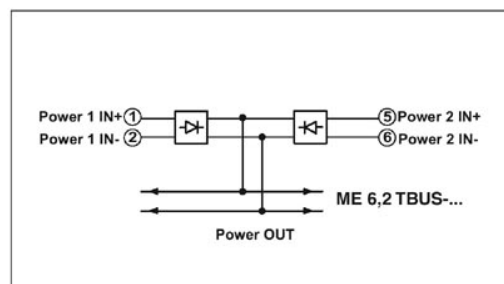 Power 1 IN+ 1
5 Power 2 IN+
Power 1 IN- 2
6 Power 2 IN-
ME 6,2 TBUS-...
Power OUT